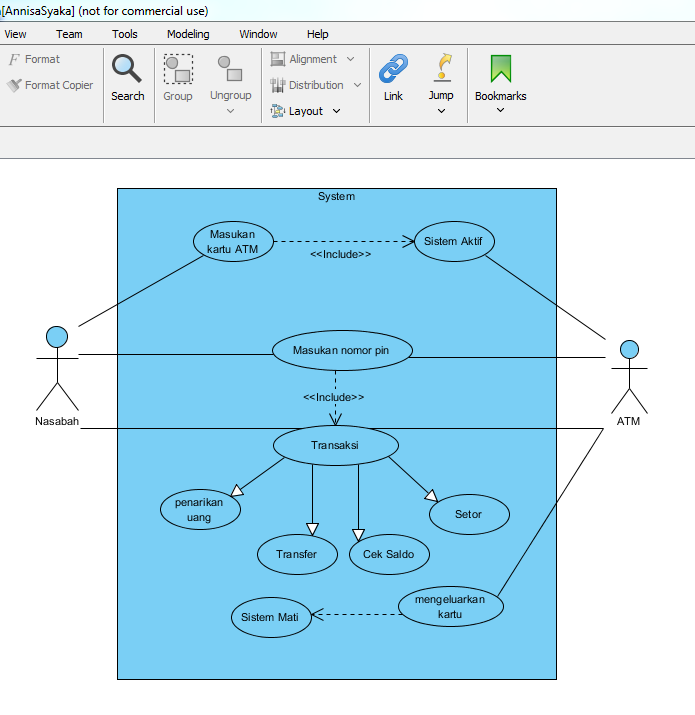 [AnnisaSyaka] (not for commercial use)
View Team Tools Modeling Window Help
Format
Format Copier
Search
Group
Ungroup
Alignment
Distribution
Layout
Link
Jump
Bookmarks
System
Masukan
kartu ATM
<<Include>>
Sistem Aktif
Masukan nomor pin
Nasabah
ATM
<<Include>>
Transaksi
penarikan
uang
Setor
Transfer
Cek Saldo
mengeluarkan
kartu
Sistem Mati